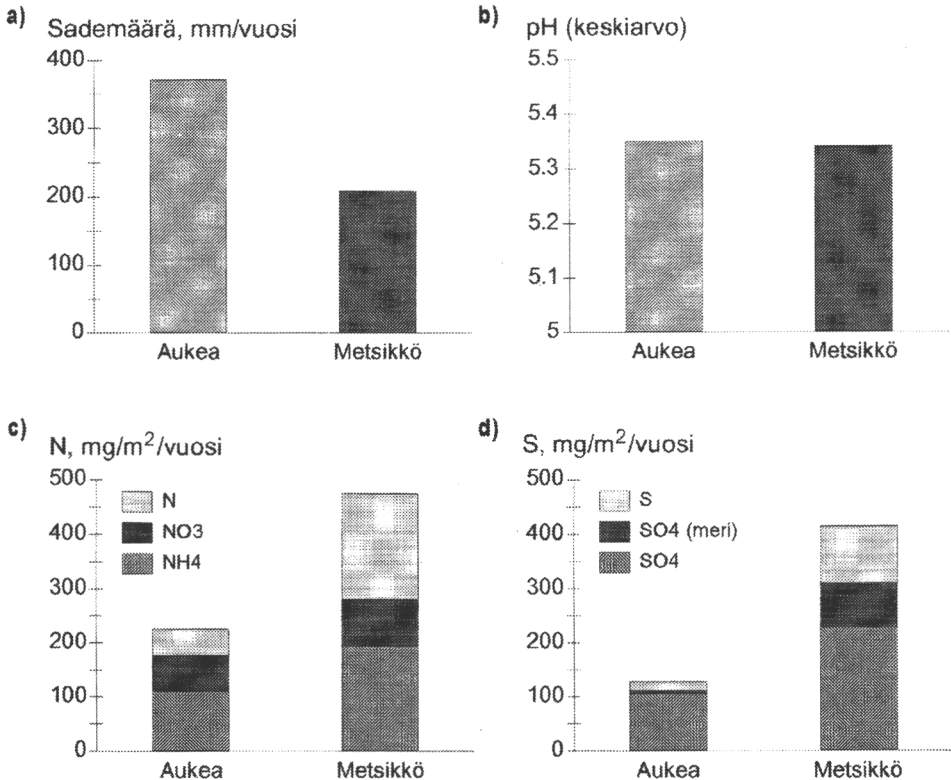 a) Sademäärä, mm/vuosi
400
300
200
100
0
Aukea Metsikkö
b) pH (keskiarvo)
5.5
5.4
5.3
5.2
5.1
5
Aukea Metsikkö
c) N, mg/m²/vuosi
500
400
300
200
100
0
N
NO3
NH4
Aukea Metsikkö
d) S, mg/m²/vuosi
500
400
300
200
100
0
S
SO4 (meri)
SO4
Aukea Metsikkö